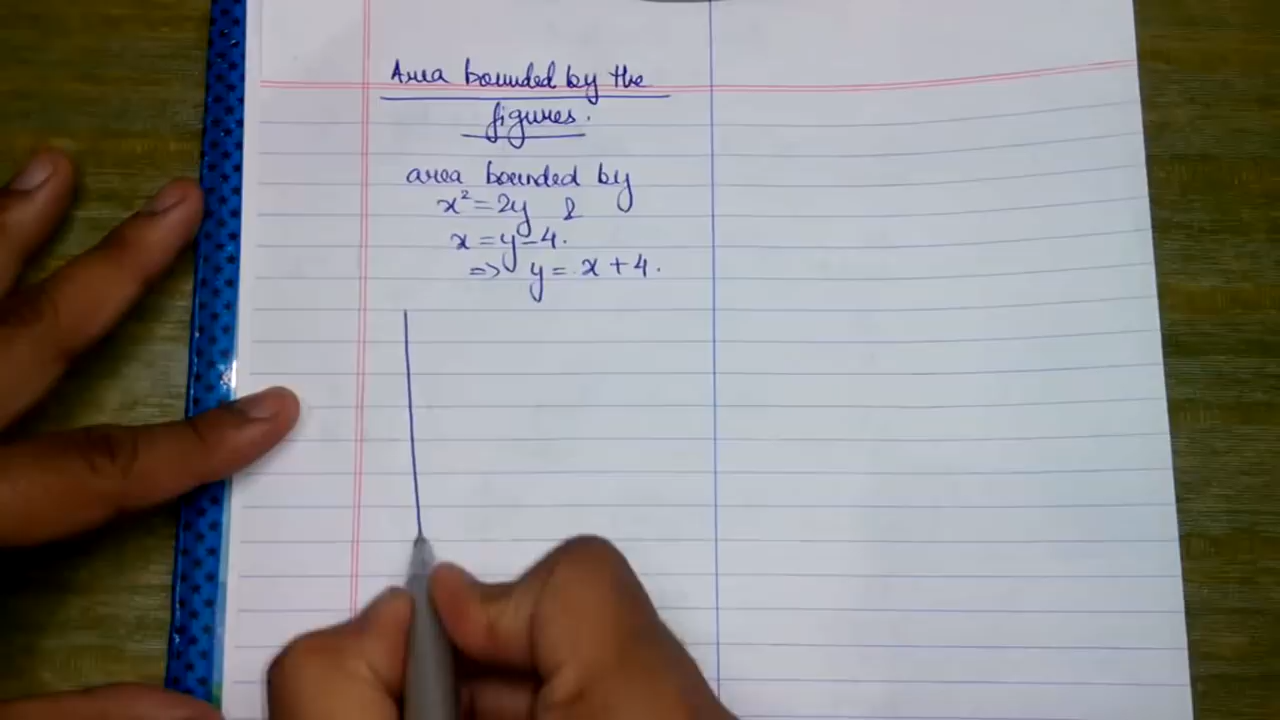 Area bounded by the
figures.
area bounded by
x² = 2y &
x = y - 4.
=> y = x + 4.